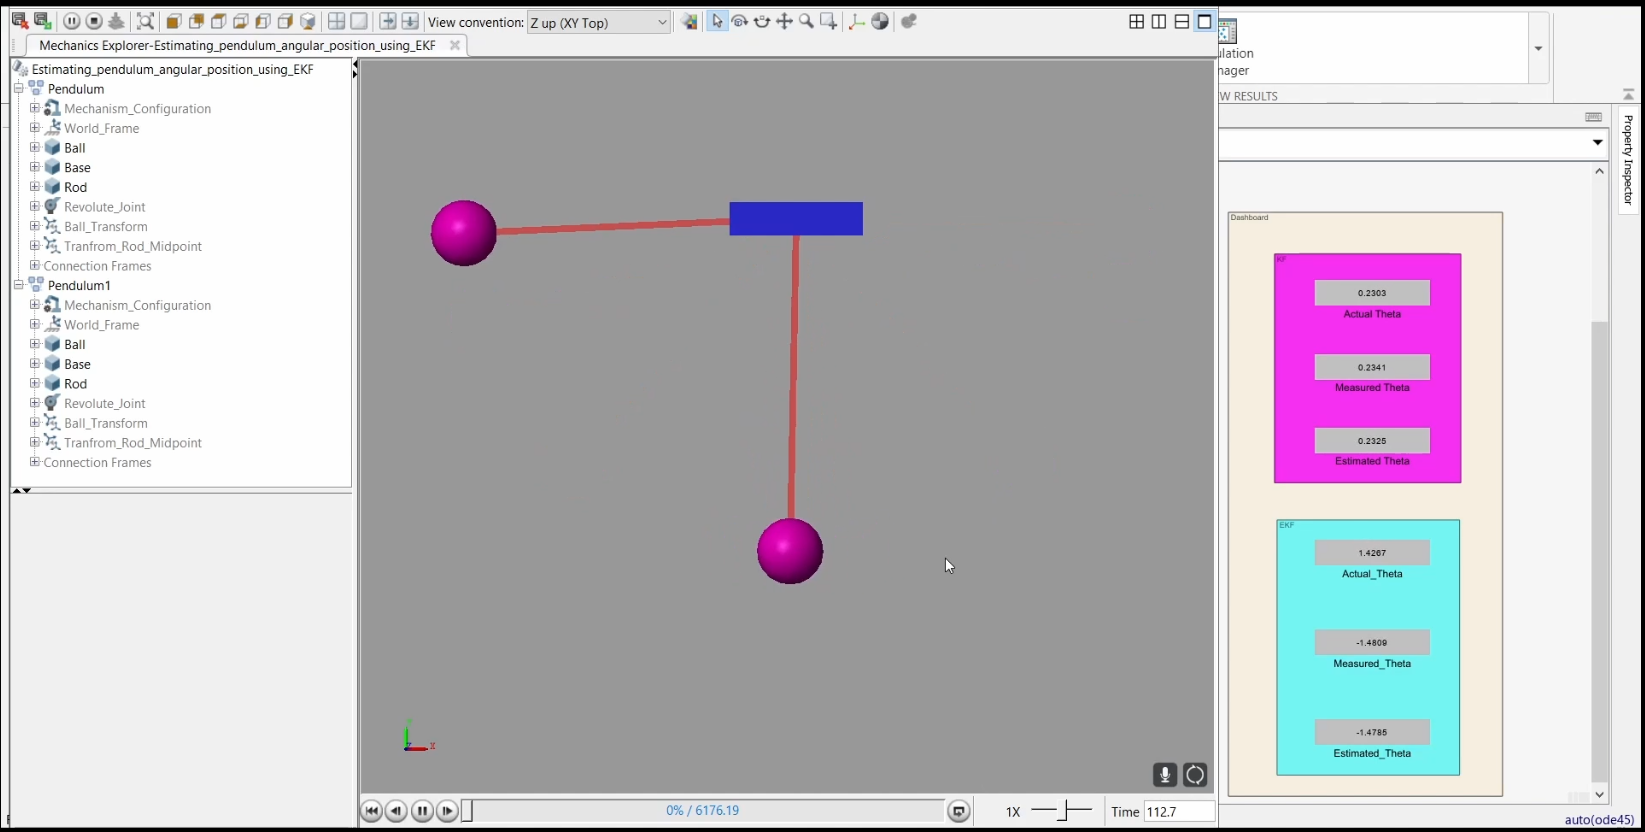 View convention: Z up (XY Top)
Mechanics Explorer-Estimating_pendulum_angular_position_using_EKF
Estimating_pendulum_angular_position_using_EKF
Pendulum
Mechanism_Configuration
World_Frame
Ball
Base
Rod
Revolute_Joint
Ball_Transform
Tranfrom_Rod_Midpoint
Connection Frames
Pendulum1
Mechanism_Configuration
World_Frame
Ball
Base
Rod
Revolute_Joint
Ball_Transform
Tranfrom_Rod_Midpoint
Connection Frames
x
0% / 6176.19
1X
Time 112.7
ulation
nager
W RESULTS
Property Inspector
Dashboard
KF
0.2303
Actual Theta
0.2341
Measured Theta
0.2325
Estimated Theta
EKF
1.4267
Actual_Theta
-1.4809
Measured_Theta
-1.4785
Estimated_Theta
auto(ode45)